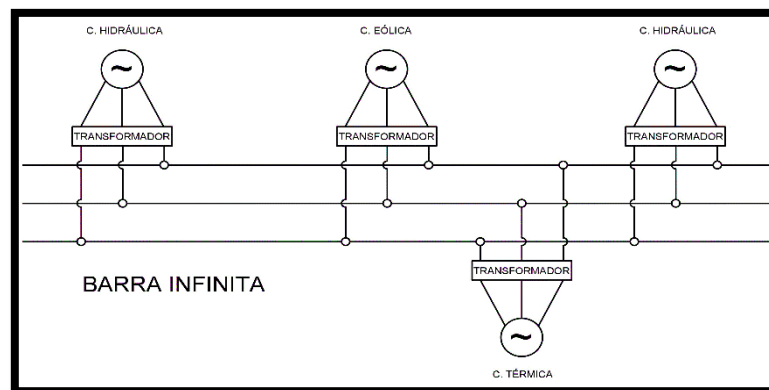 C. HIDRÁULICA
C. EÓLICA
C. HIDRÁULICA
~
~
~
TRANSFORMADOR
TRANSFORMADOR
TRANSFORMADOR
BARRA INFINITA
TRANSFORMADOR
~
C. TÉRMICA